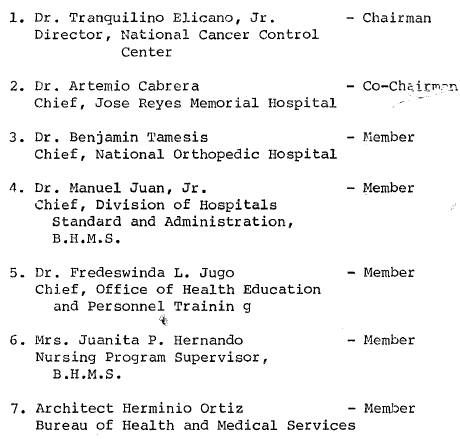 1. Dr. Tranquilino Elicano, Jr. - Chairman
Director, National Cancer Control
Center
2. Dr. Artemio Cabrera - Co-Chairman
Chief, Jose Reyes Memorial Hospital
3. Dr. Benjamin Tamesis - Member
Chief, National Orthopedic Hospital
4. Dr. Manuel Juan, Jr. - Member
Chief, Division of Hospitals
Standard and Administration,
B.H.M.S.
5. Dr. Fredeswinda L. Jugo - Member
Chief, Office of Health Education
and Personnel Trainin g
6. Mrs. Juanita P. Hernando - Member
Nursing Program Supervisor,
B.H.M.S.
7. Architect Herminio Ortiz - Member
Bureau of Health and Medical Services